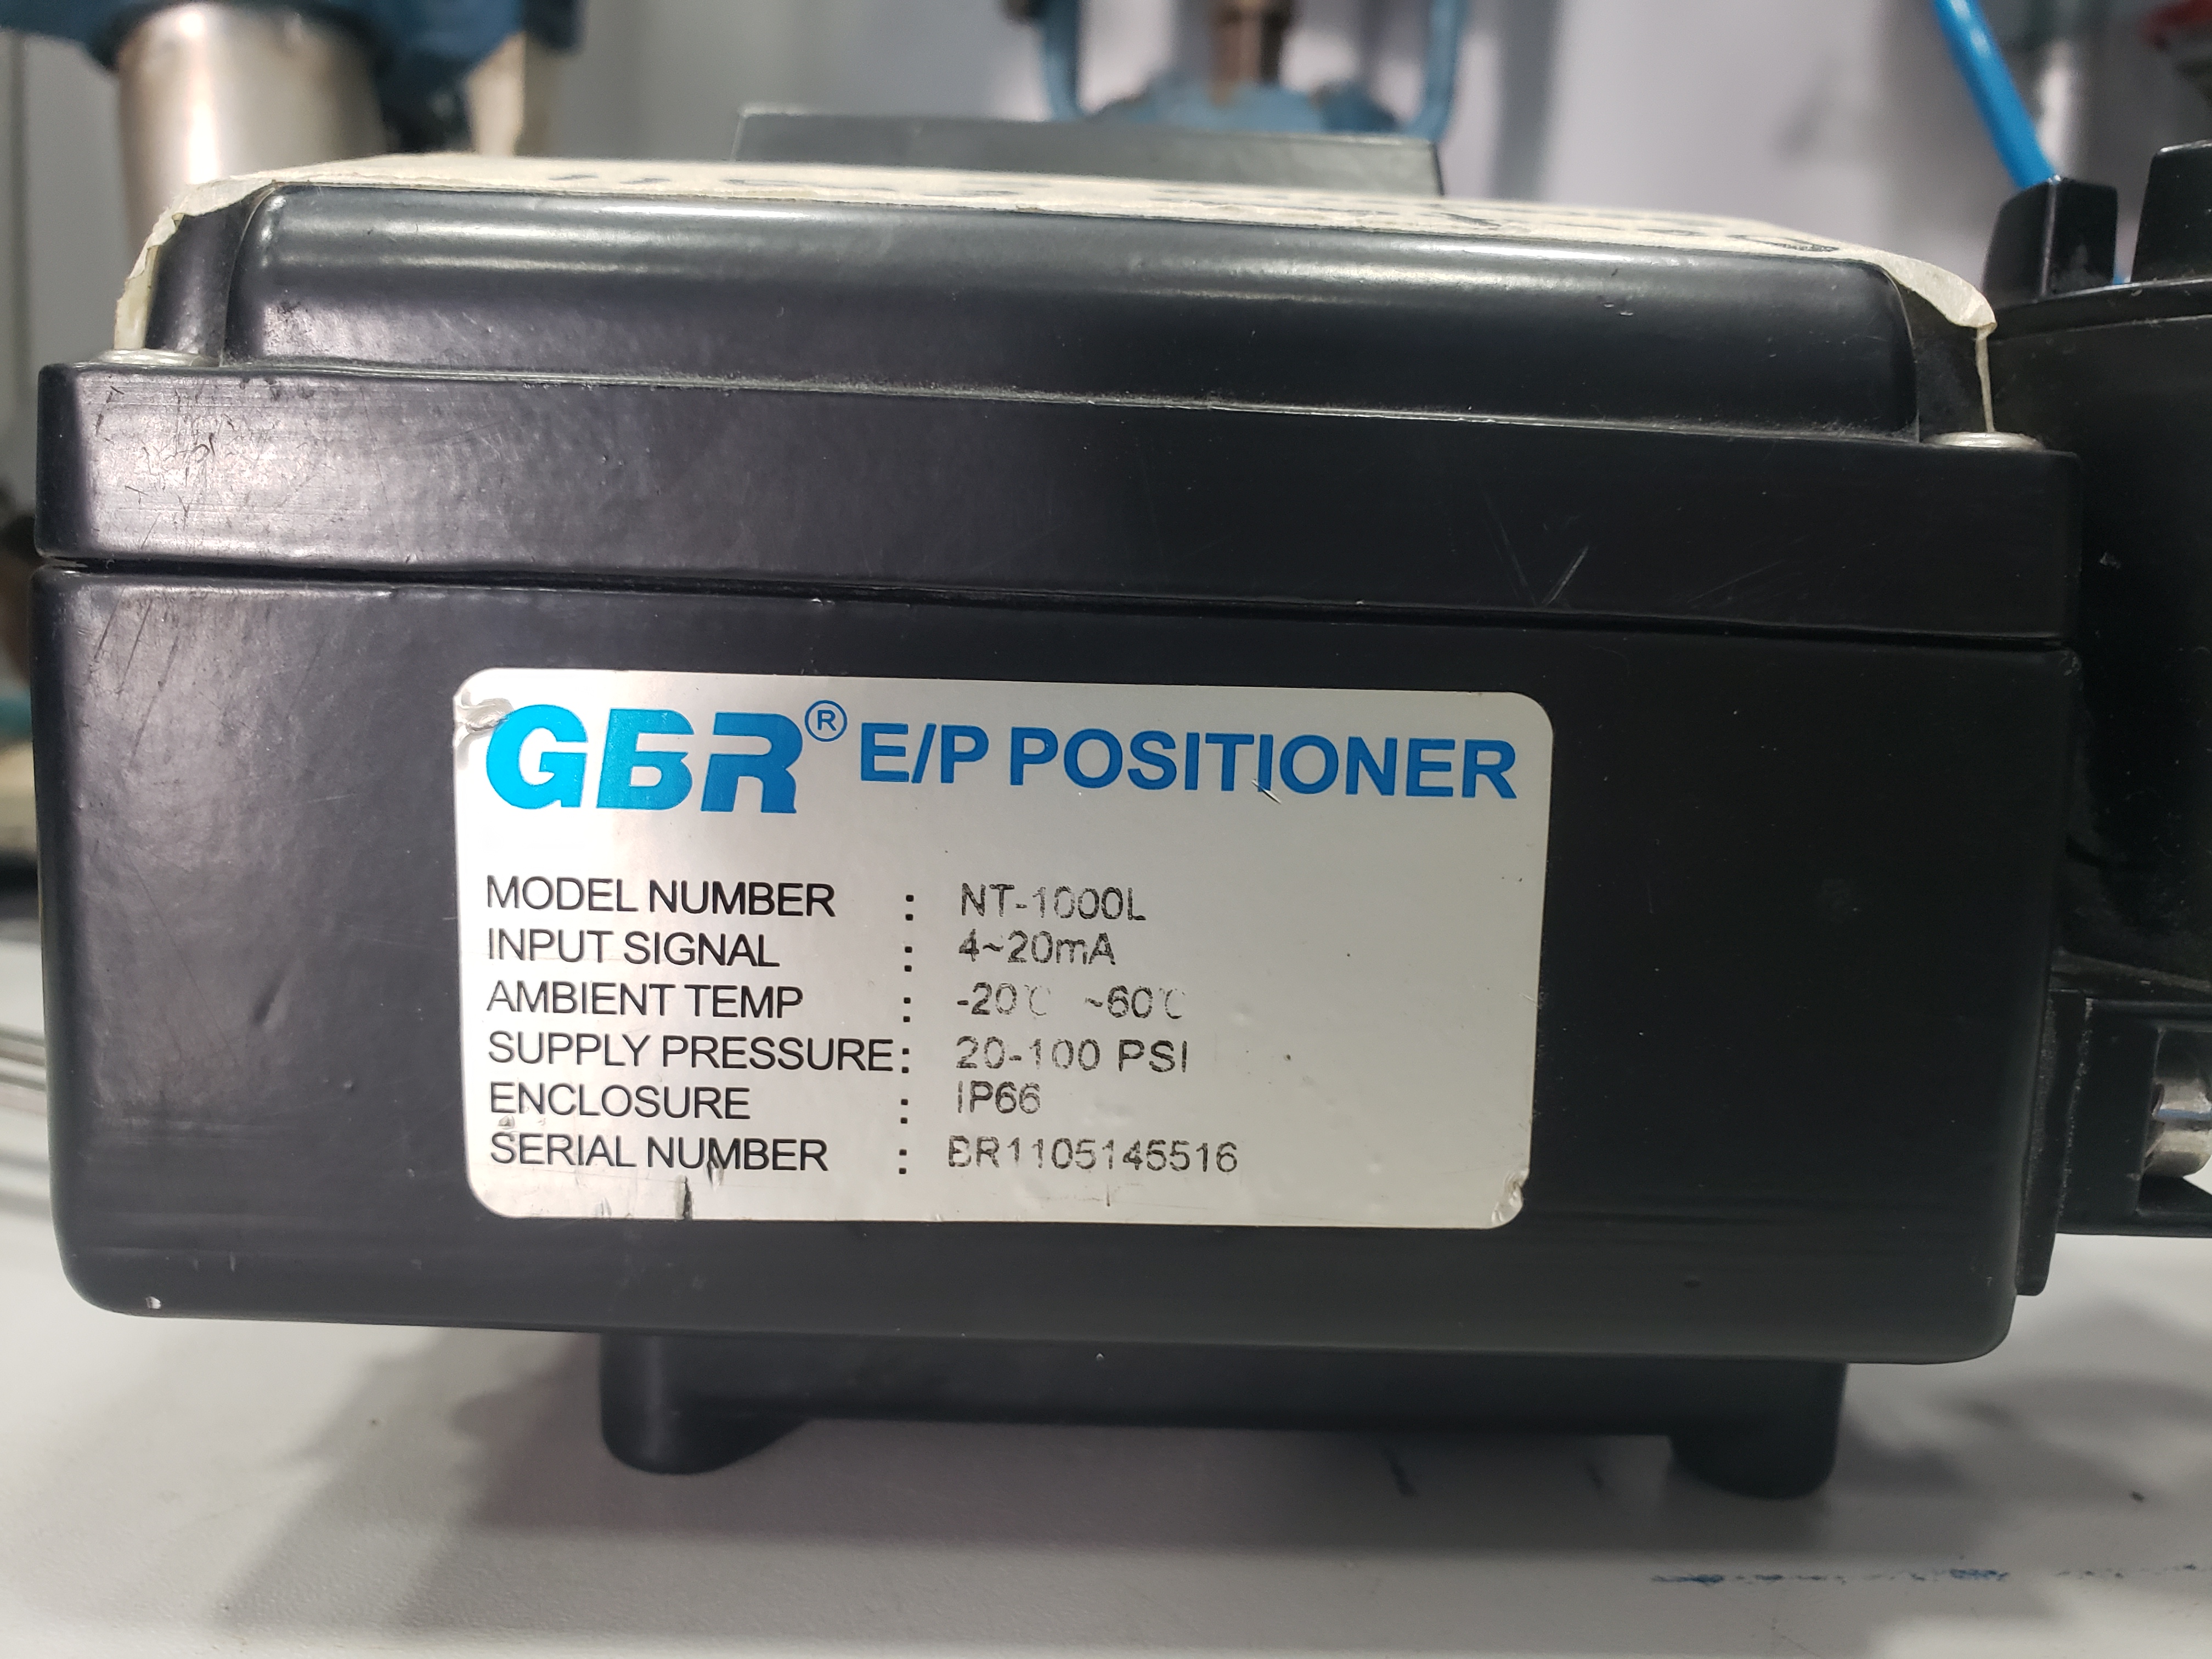 GBR® E/P POSITIONER
MODEL NUMBER : NT-1000L
INPUT SIGNAL : 4~20mA
AMBIENT TEMP : -20℃ ~60℃
SUPPLY PRESSURE: 20-100 PSI
ENCLOSURE : IP66
SERIAL NUMBER : BR1105145516